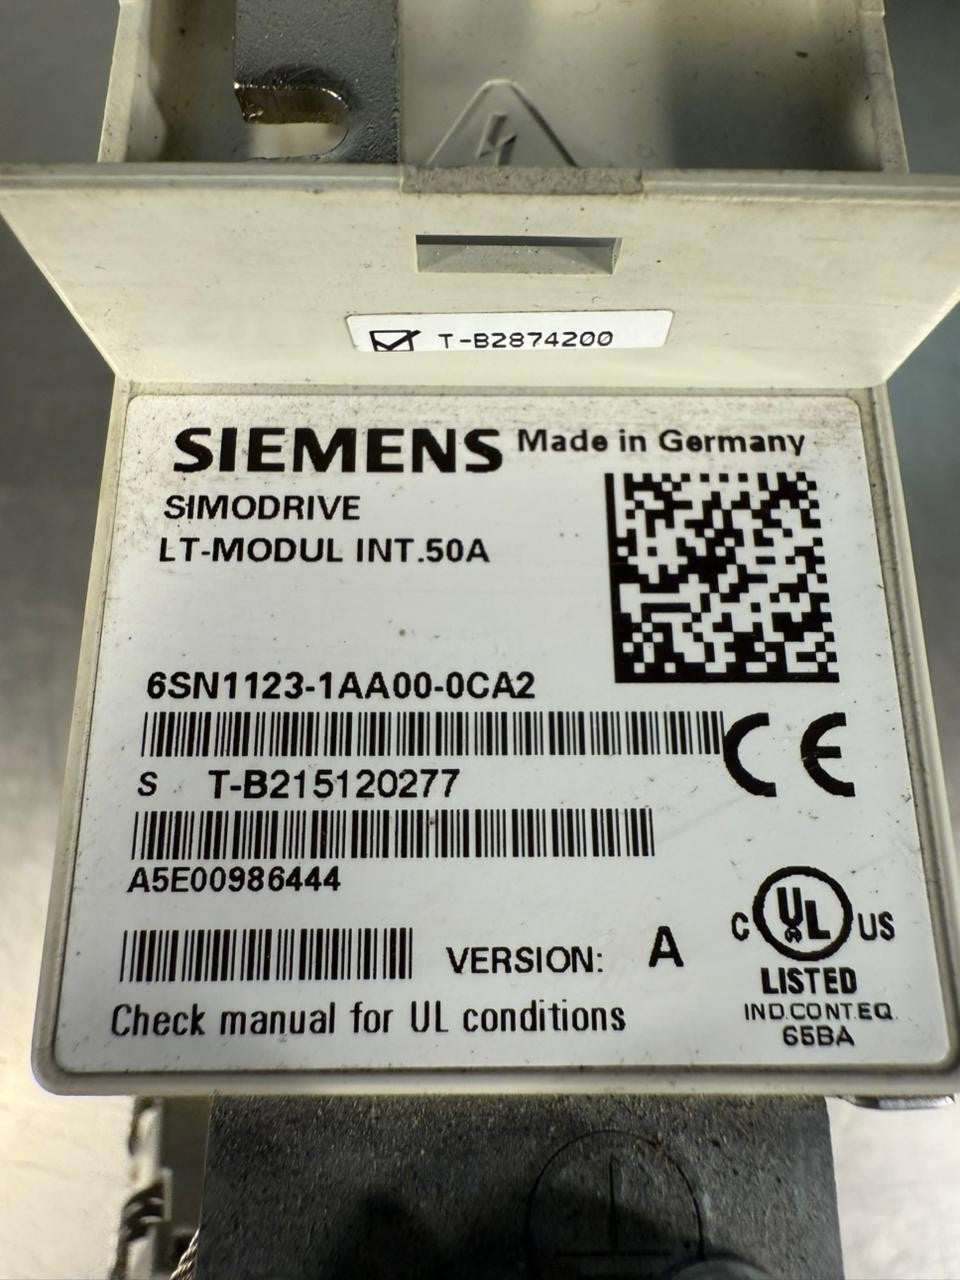 T-B2874200
SIEMENS Made in Germany
SIMODRIVE
LT-MODUL INT.50A
6SN1123-1AA00-0CA2
S T-B215120277
A5E00986444
VERSION: A
Check manual for UL conditions
CE
C UL US
LISTED
IND.CONT.EQ.
65BA